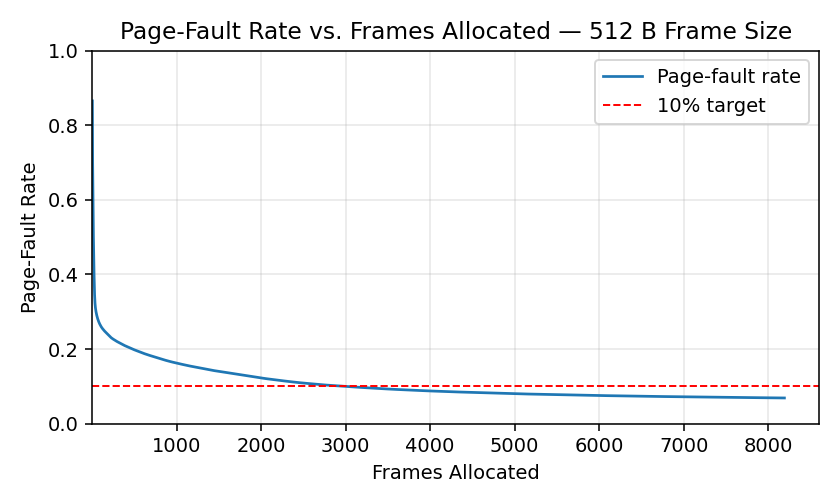 Page-Fault Rate vs. Frames Allocated — 512 B Frame Size
Page-fault rate
10% target
Page-Fault Rate
1.0
0.8
0.6
0.4
0.2
0.0
1000 2000 3000 4000 5000 6000 7000 8000
Frames Allocated